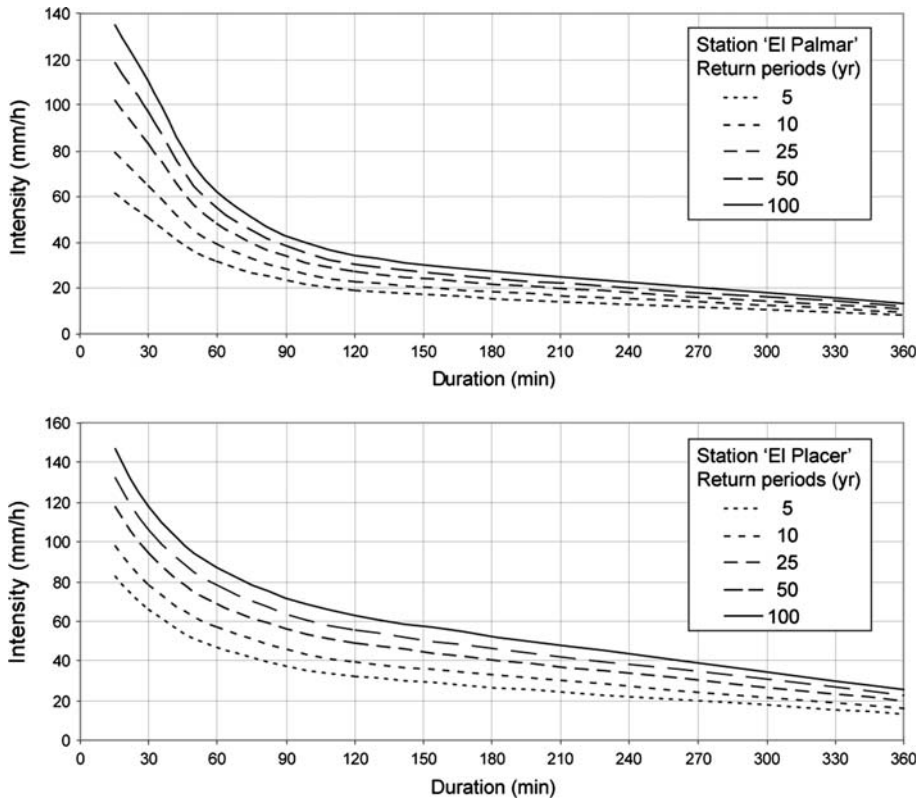 140
120
100
80
60
40
20
0
Intensity (mm/h)
Station 'El Palmar'
Return periods (yr)
5
10
25
50
100
0 30 60 90 120 150 180 210 240 270 300 330 360
Duration (min)
160
140
120
100
80
60
40
20
0
Intensity (mm/h)
Station 'El Placer'
Return periods (yr)
5
10
25
50
100
0 30 60 90 120 150 180 210 240 270 300 330 360
Duration (min)